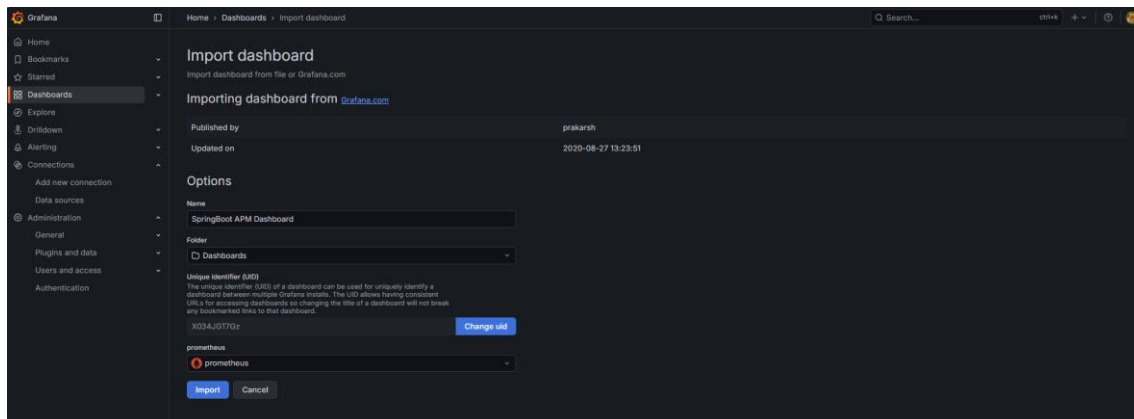 Grafana
Home > Dashboards > Import dashboard
Search...
ctrl+k
Home
Bookmarks
Starred
Dashboards
Explore
Drilldown
Alerting
Connections
Add new connection
Data sources
Administration
General
Plugins and data
Users and access
Authentication
Import dashboard
Import dashboard from file or Grafana.com
Importing dashboard from Grafana.com
Published by prakarsh
Updated on 2020-08-27 13:23:51
Options
Name
SpringBoot APM Dashboard
Folder
Dashboards
Unique identifier (UID)
The unique identifier (UID) of a dashboard can be used for uniquely identify a
dashboard between multiple Grafana installs. The UID allows having consistent
URLs for accessing dashboards so changing the title of a dashboard will not break
any bookmarked links to that dashboard.
X034JGT7Gz
Change uid
prometheus
prometheus
Import
Cancel